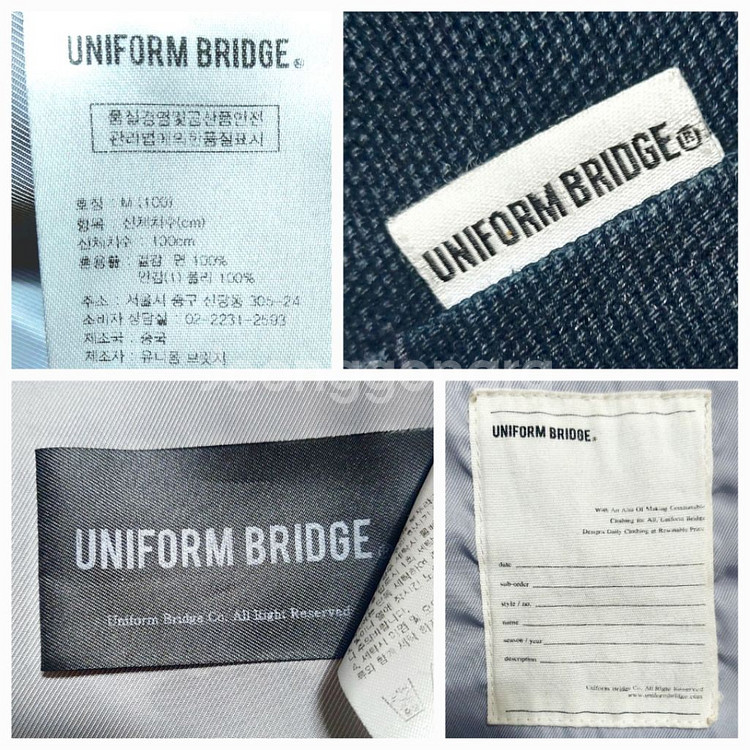 UNIFORM BRIDGE®
품질경영및공산품안전
관리법에의한품질표시
호칭 : M (100)
항목 : 신체치수(cm)
신체치수 : 100cm
혼용률 : 겉감 면 100%
안감(1) 폴리 100%
주소 : 서울시 중구 신당동 305-24
소비자 상담실 : 02-2231-2593
제조국 : 중국
제조자 : 유니폼 브릿지
UNIFORM BRIDGE®
UNIFORM BRIDGE
Uniform Bridge Co. All Right Reserved
UNIFORM BRIDGE®
With An Aim Of Making Customable
Clothing for All, Uniform Bridge
Designs Daily Clothing at Resonable Price
date
sub-order
style / no.
name
season / year
description
Uniform Bridge Co. All Right Reserved
www.uniformbridge.com